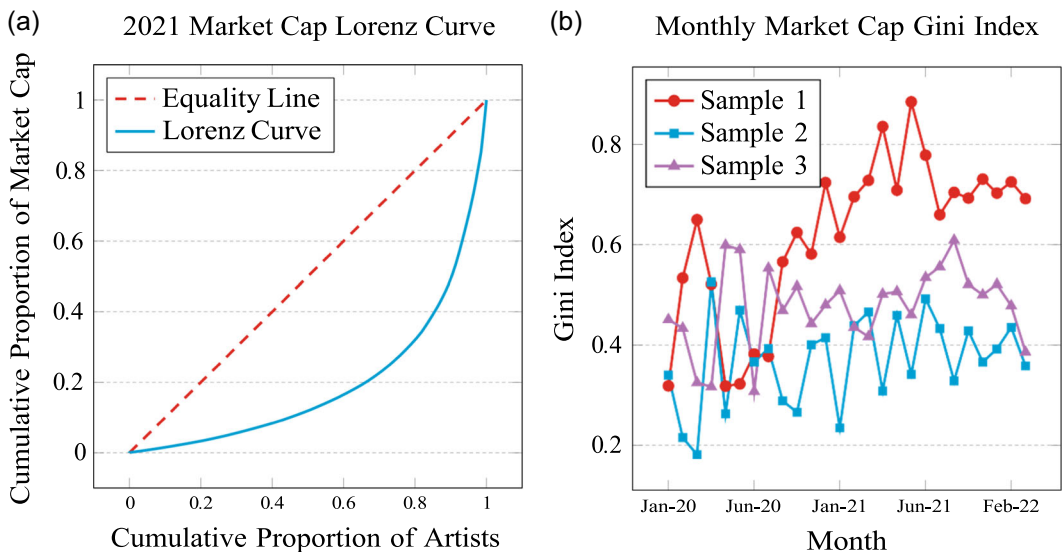 (a)
2021 Market Cap Lorenz Curve
Cumulative Proportion of Market Cap
1
0.8
0.6
0.4
0.2
0
Equality Line
Lorenz Curve
0 0.2 0.4 0.6 0.8 1
Cumulative Proportion of Artists
(b)
Monthly Market Cap Gini Index
Gini Index
0.8
0.6
0.4
0.2
Sample 1
Sample 2
Sample 3
Jan-20 Jun-20 Jan-21 Jun-21 Feb-22
Month